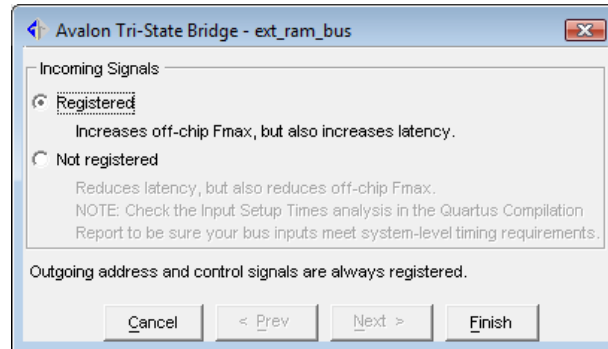 Avalon Tri-State Bridge - ext_ram_bus
Incoming Signals
Registered
Increases off-chip Fmax, but also increases latency.
Not registered
Reduces latency, but also reduces off-chip Fmax.
NOTE: Check the Input Setup Times analysis in the Quartus Compilation
Report to be sure your bus inputs meet system-level timing requirements.
Outgoing address and control signals are always registered.
Cancel < Prev Next > Finish